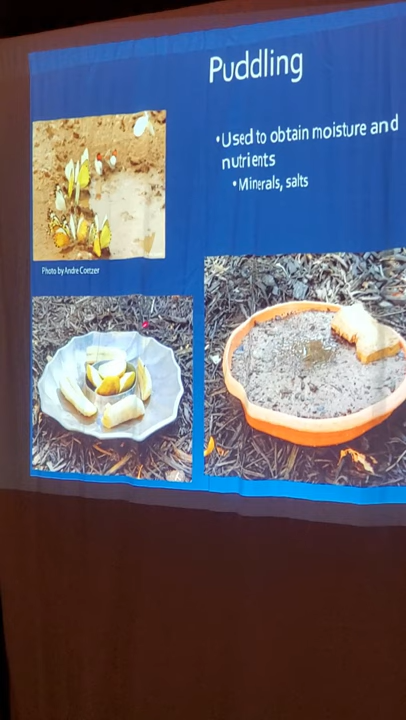 Puddling
•Used to obtain moisture and
nutrients
•Minerals, salts
Photo by Andre Coetzer